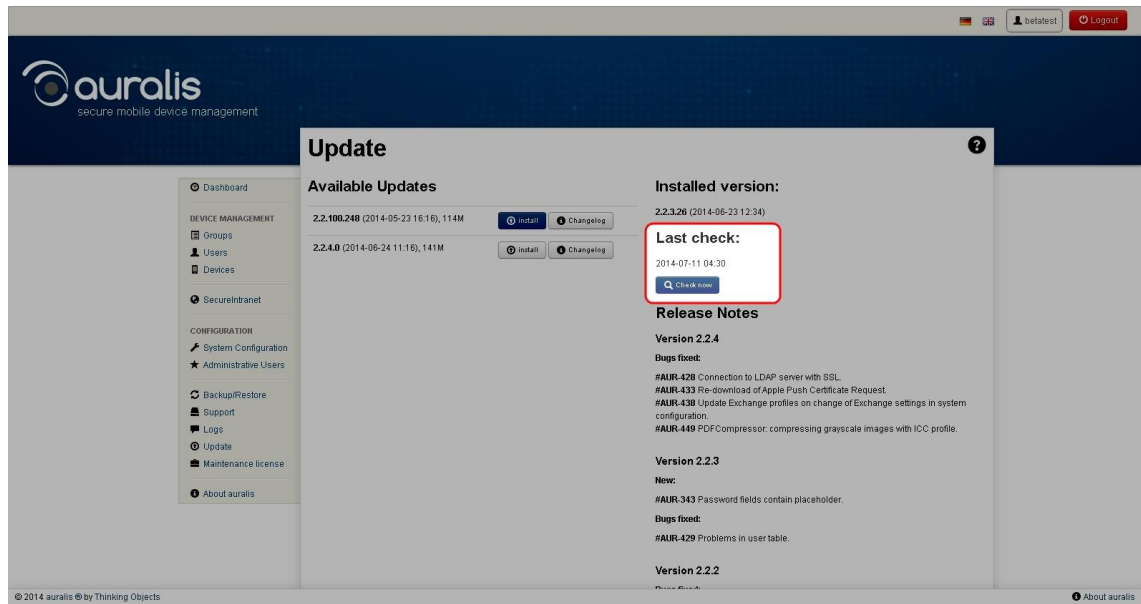 betatest
Logout
auralis
secure mobile device management
Update
Dashboard
DEVICE MANAGEMENT
Groups
Users
Devices
SecureIntranet
CONFIGURATION
System Configuration
Administrative Users
Backup/Restore
Support
Logs
Update
Maintenance license
About auralis
Available Updates
2.2.100.248 (2014-05-23 16:16), 114M
install
Changelog
2.2.4.0 (2014-06-24 11:16), 141M
install
Changelog
Installed version:
2.2.3.26 (2014-06-23 12:34)
Last check:
2014-07-11 04:30
Check now
Release Notes
Version 2.2.4
Bugs fixed:
#AUR-428 Connection to LDAP server with SSL.
#AUR-433 Re-download of Apple Push Certificate Request.
#AUR-438 Update Exchange profiles on change of Exchange settings in system
configuration.
#AUR-449 PDFCompressor: compressing grayscale images with ICC profile.
Version 2.2.3
New:
#AUR-343 Password fields contain placeholder.
Bugs fixed:
#AUR-429 Problems in user table.
Version 2.2.2
© 2014 auralis ® by Thinking Objects
About auralis